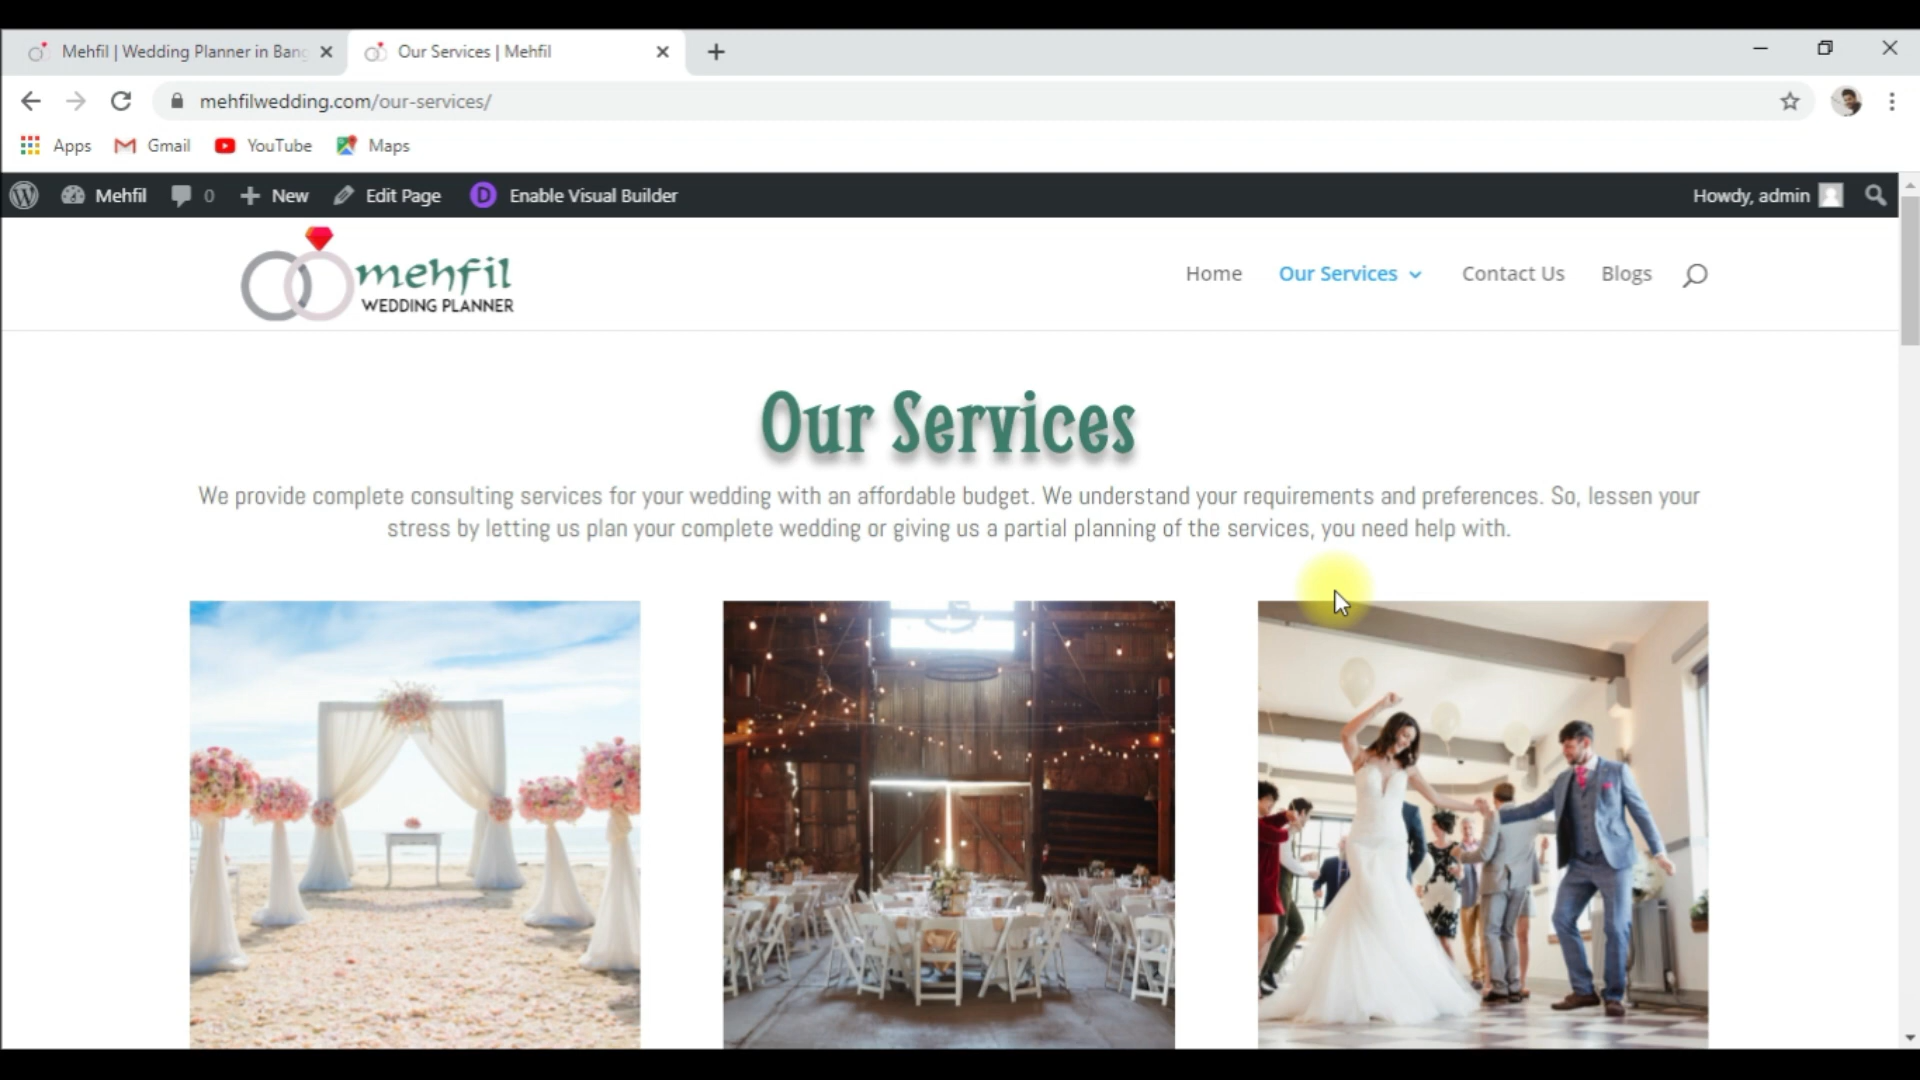 Mehfil | Wedding Planner in Bang
Our Services | Mehfil
mehfilwedding.com/our-services/
Apps
Gmail
YouTube
Maps
Mehfil
0
New
Edit Page
D
Enable Visual Builder
Howdy, admin
mehfil
WEDDING PLANNER
Home
Our Services
Contact Us
Blogs
Our Services
We provide complete consulting services for your wedding with an affordable budget. We understand your requirements and preferences. So, lessen your
stress by letting us plan your complete wedding or giving us a partial planning of the services, you need help with.